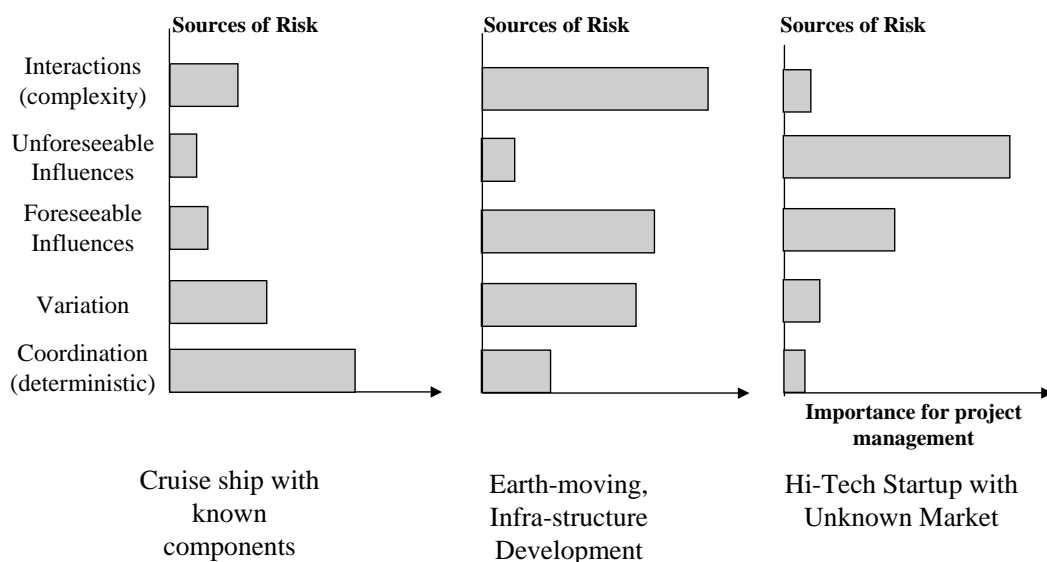 Sources of Risk
Sources of Risk
Sources of Risk
Interactions
(complexity)
Unforeseeable
Influences
Foreseeable
Influences
Variation
Coordination
(deterministic)
Importance for project
management
Cruise ship with
known
components
Earth-moving,
Infra-structure
Development
Hi-Tech Startup with
Unknown Market